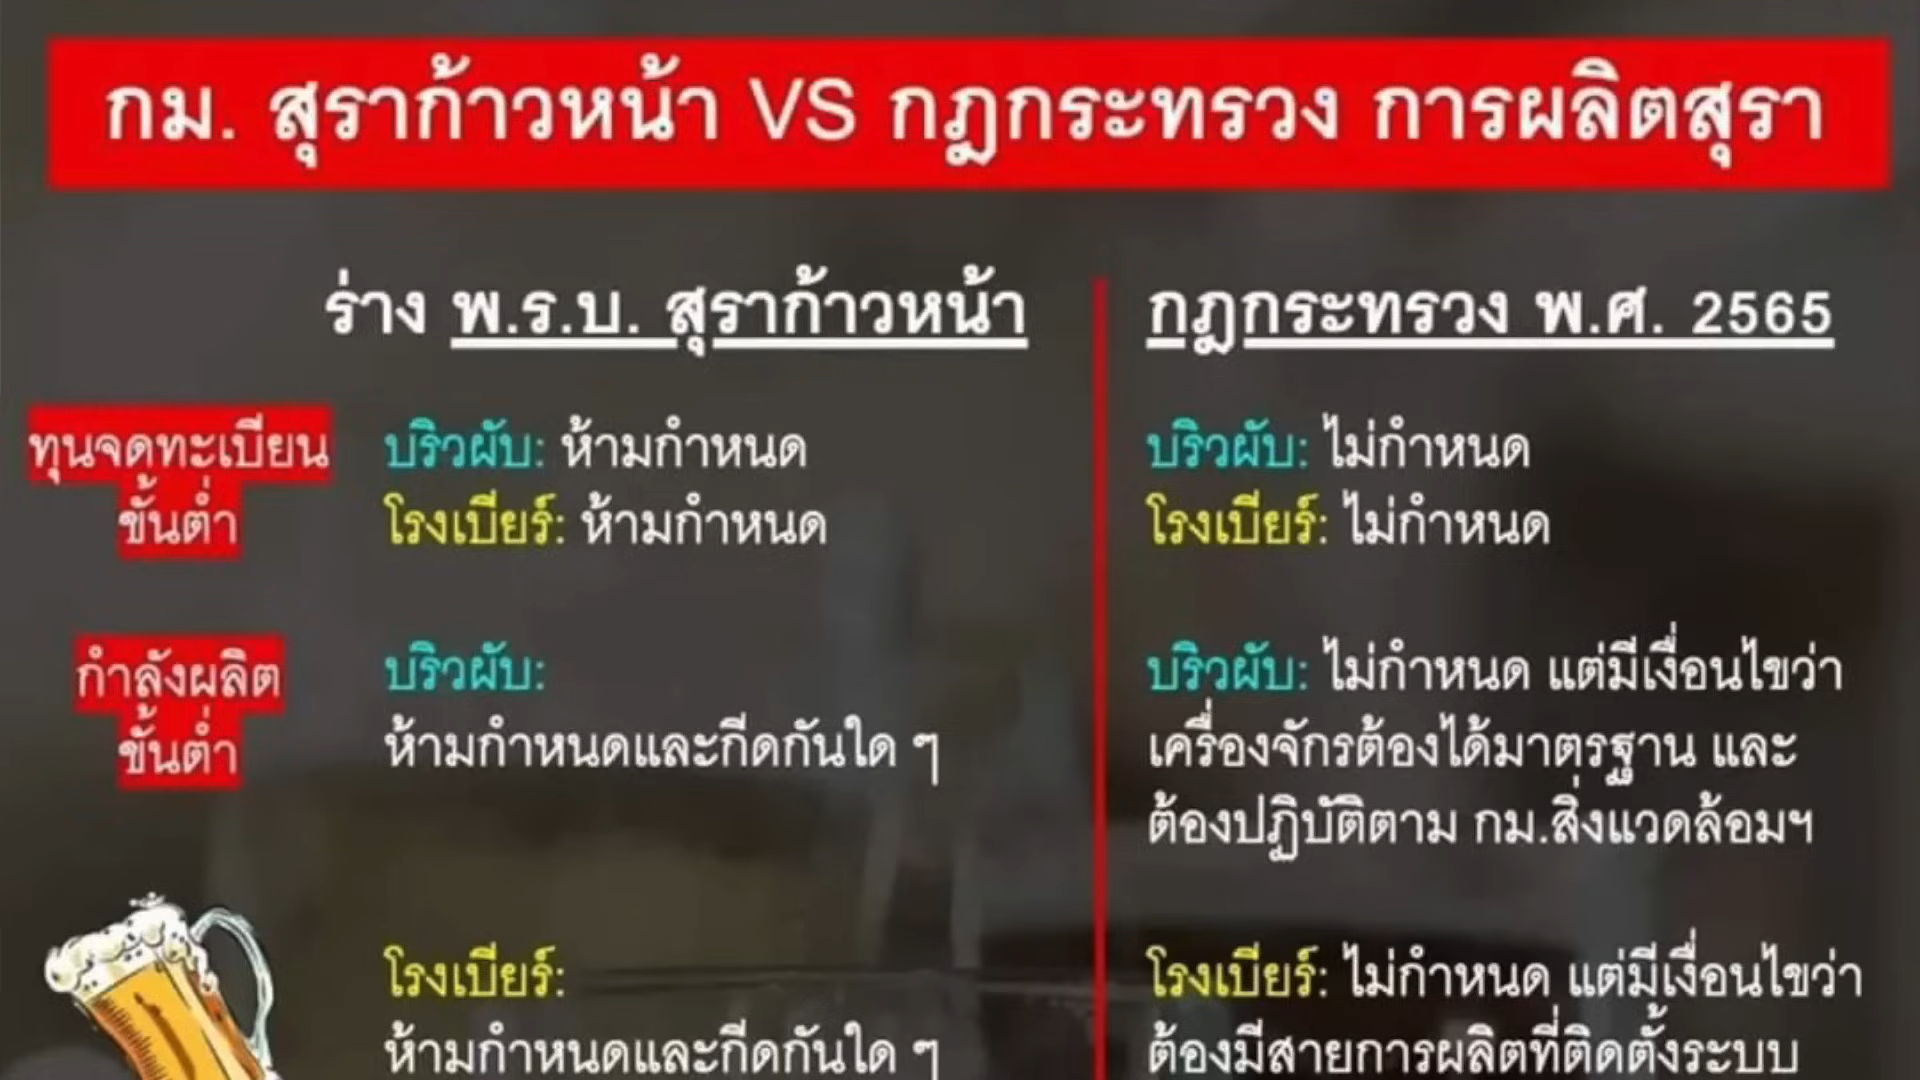 กม. สุราก้าวหน้า VS กฎกระทรวง การผลิตสุรา
ร่าง พ.ร.บ. สุราก้าวหน้า
กฎกระทรวง พ.ศ. 2565
ทุนจดทะเบียน
ขั้นต่ำ
บริวผับ: ห้ามกำหนด
โรงเบียร์: ห้ามกำหนด
บริวผับ: ไม่กำหนด
โรงเบียร์: ไม่กำหนด
กำลังผลิต
ขั้นต่ำ
บริวผับ:
ห้ามกำหนดและกีดกันใด ๆ
บริวผับ: ไม่กำหนด แต่มีเงื่อนไขว่า
เครื่องจักรต้องได้มาตรฐาน และ
ต้องปฏิบัติตาม กม.สิ่งแวดล้อมฯ
โรงเบียร์:
ห้ามกำหนดและกีดกันใด ๆ
โรงเบียร์: ไม่กำหนด แต่มีเงื่อนไขว่า
ต้องมีสายการผลิตที่ติดตั้งระบบ